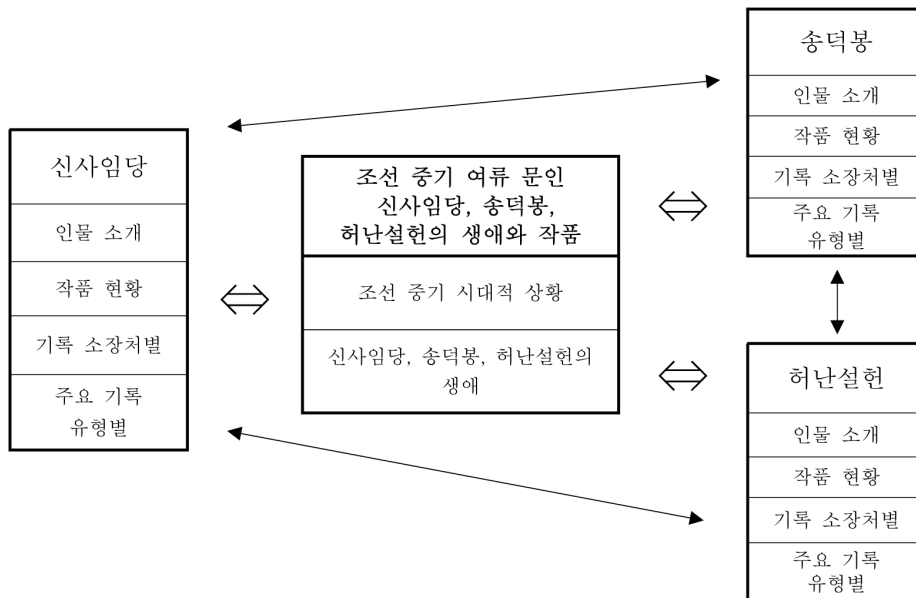 신사임당
인물 소개
작품 현황
기록 소장처별
주요 기록
유형별
조선 중기 여류 문인
신사임당, 송덕봉,
허난설헌의 생애와 작품
조선 중기 시대적 상황
신사임당, 송덕봉, 허난설헌의
생애
송덕봉
인물 소개
작품 현황
기록 소장처별
주요 기록
유형별
허난설헌
인물 소개
작품 현황
기록 소장처별
주요 기록
유형별